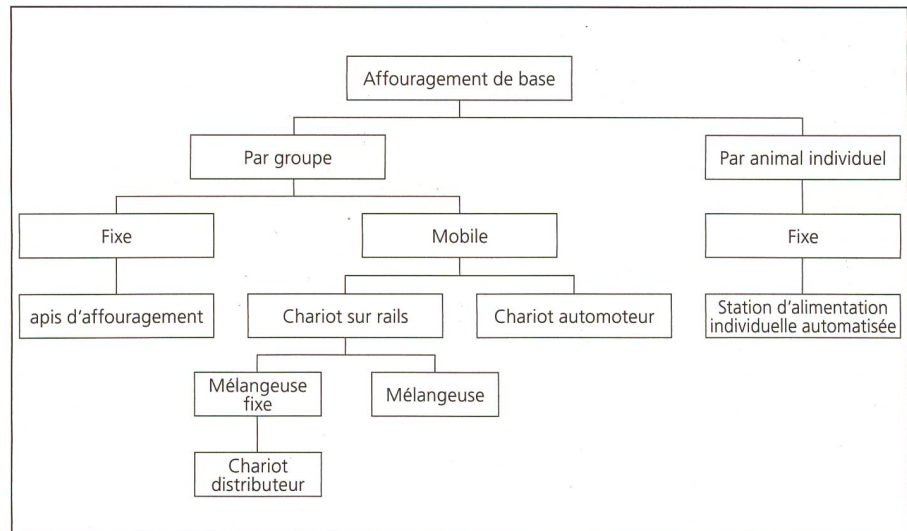 Affouragement de base
Par groupe
Par animal individuel
Fixe
Mobile
Fixe
apis d'affouragement
Chariot sur rails
Chariot automoteur
Station d'alimentation
individuelle automatisée
Mélangeuse
fixe
Mélangeuse
Chariot
distributeur